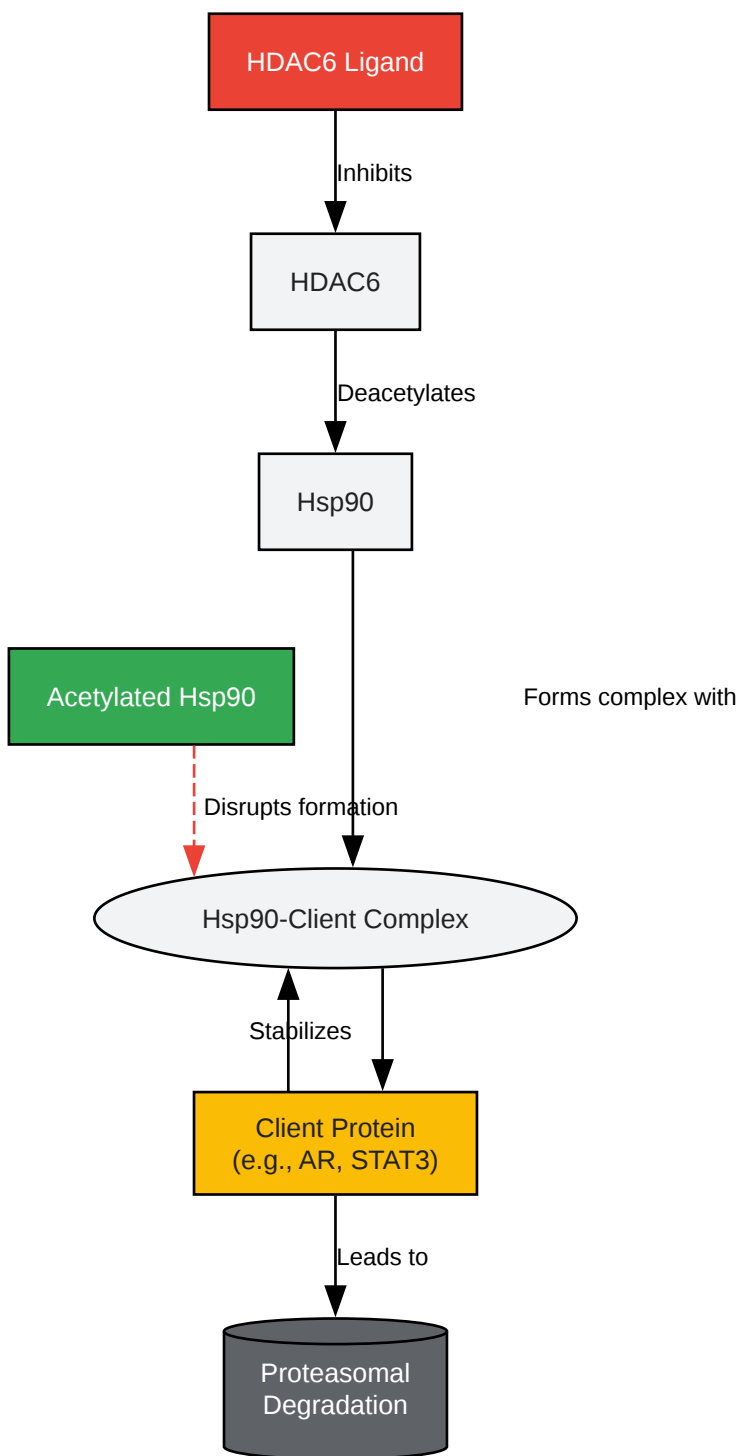 HDAC6 Ligand
Inhibits
HDAC6
Deacetylates
Hsp90
Acetylated Hsp90
Forms complex with
Disrupts formation
Hsp90-Client Complex
Stabilizes
Client Protein
(e.g., AR, STAT3)
Leads to
Proteasomal
Degradation